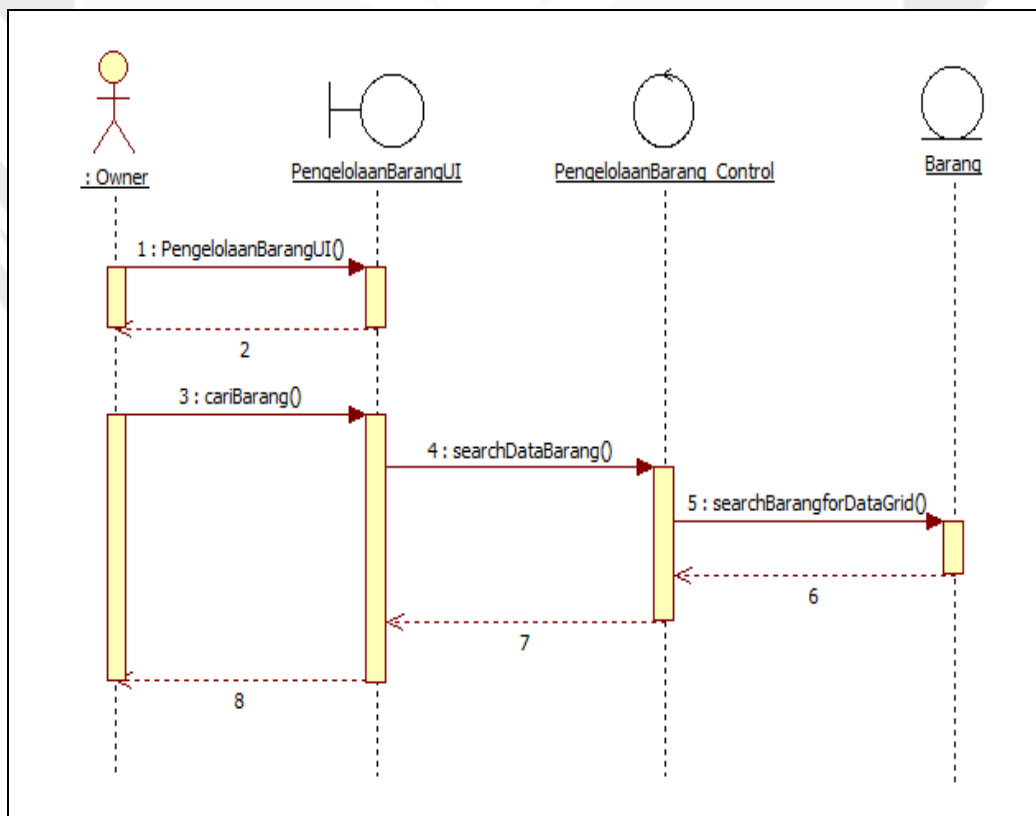 : Owner
PengelolaanBarangUI
PengelolaanBarang_Control
Barang
1 : PengelolaanBarangUI()
2
3 : cariBarang()
4 : searchDataBarang()
5 : searchBarangforDataGrid()
6
7
8